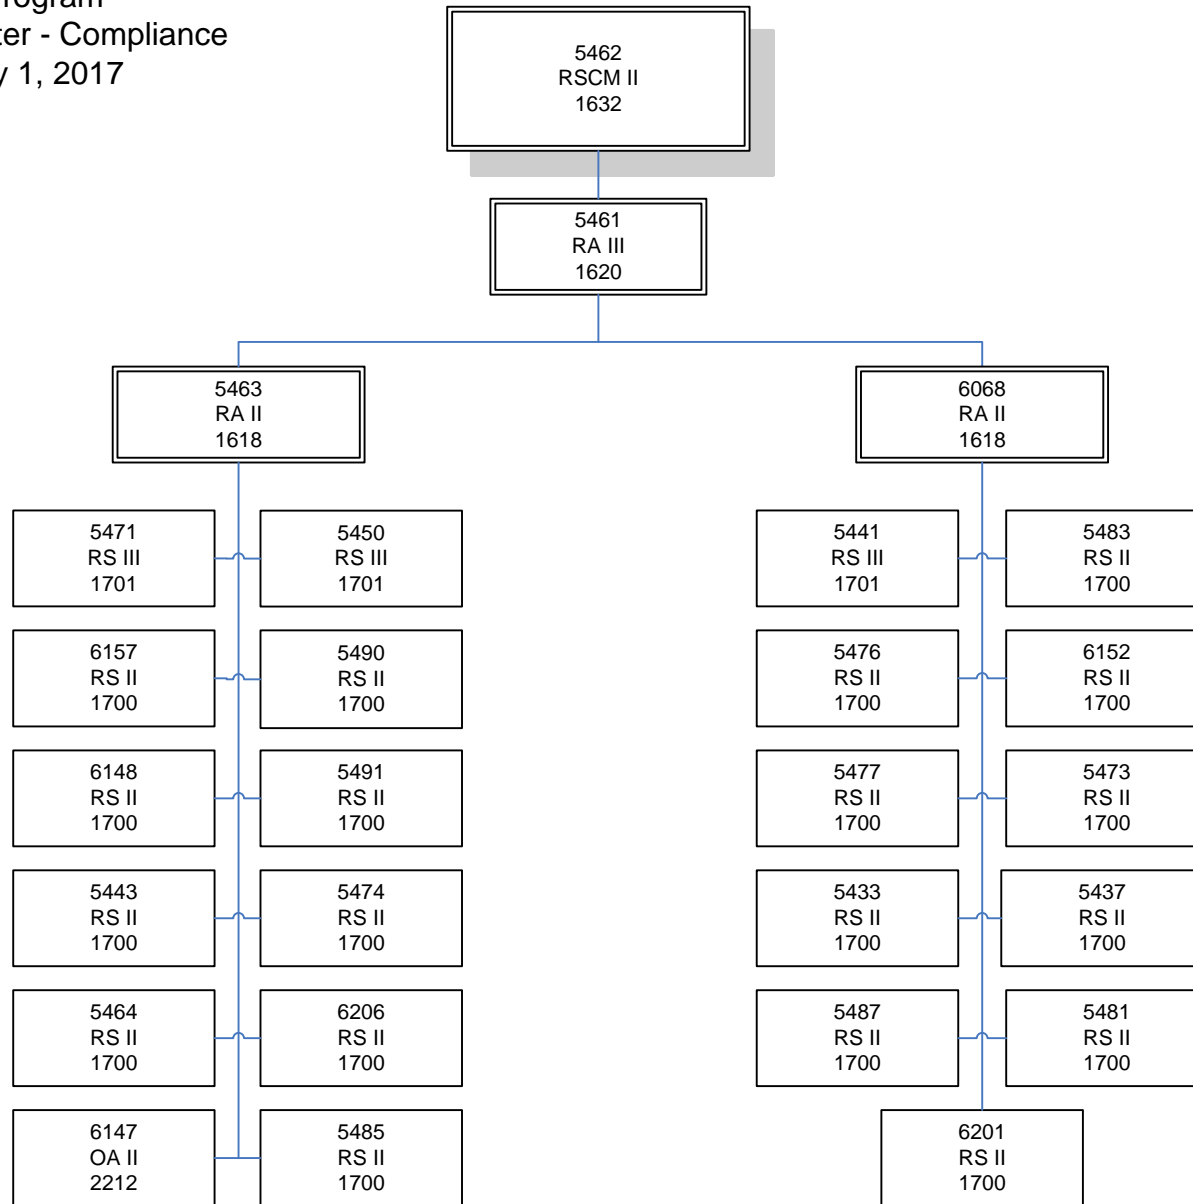 - Compliance
1, 2017
5462
RSCM II
1632
5461
RA III
1620
5463
RA II
1618
6068
RA II
1618
5471
RS III
1701
5450
RS III
1701
5441
RS III
1701
5483
RS II
1700
6157
RS II
1700
5490
RS II
1700
5476
RS II
1700
6152
RS II
1700
6148
RS II
1700
5491
RS II
1700
5477
RS II
1700
5473
RS II
1700
5443
RS II
1700
5474
RS II
1700
5433
RS II
1700
5437
RS II
1700
5464
RS II
1700
6206
RS II
1700
5487
RS II
1700
5481
RS II
1700
6147
OA II
2212
5485
RS II
1700
6201
RS II
1700